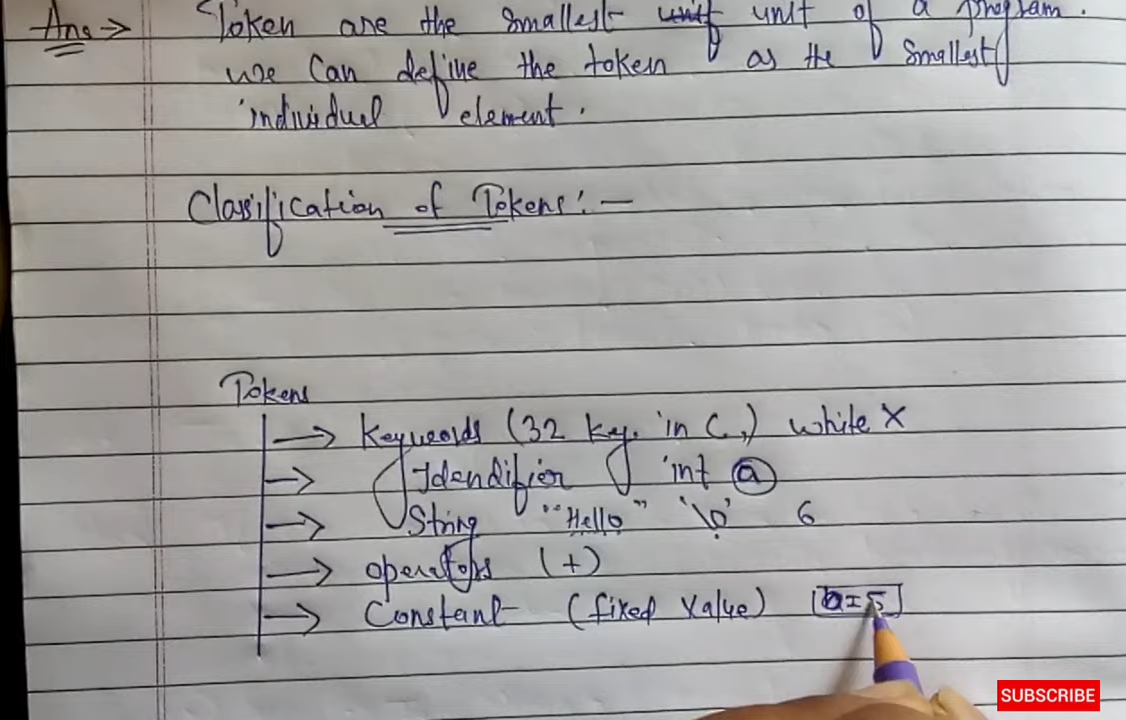 Ans → Token are the smallest unit unit of a program.
we can define the token as the smallest
individual element.
Classification of Tokens:-
Tokens
→ Keywords (32 key. in C,) while X
→ Idendifier int a
→ String "Hello" '\0' 6
→ operators (+)
→ Constant (fixed Value) a=5
SUBSCRIBE